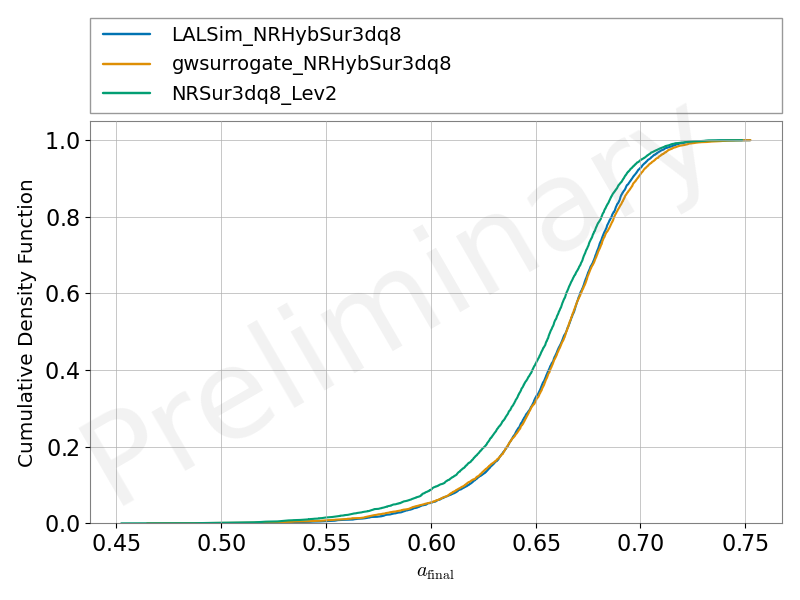 LALSim_NRHybSur3dq8
gwsurrogate_NRHybSur3dq8
NRSur3dq8_Lev2
Preliminary
Cumulative Density Function
1.0
0.8
0.6
0.4
0.2
0.0
0.45 0.50 0.55 0.60 0.65 0.70 0.75
a_final